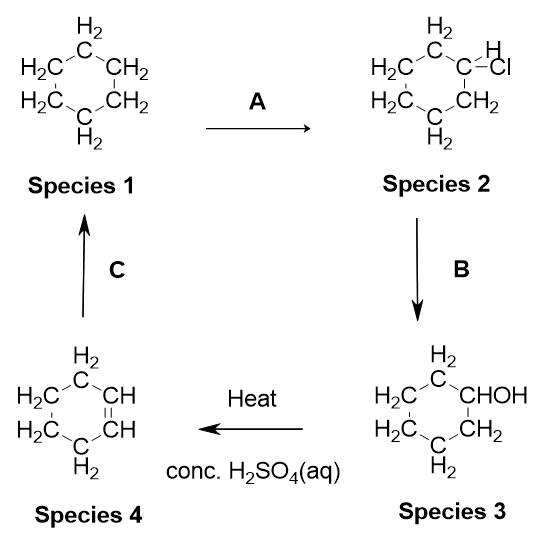 H₂
C
H₂C CH₂
H₂C CH₂
C
H₂
Species 1
A
H₂
C H
H₂C C–Cl
H₂C CH₂
C
H₂
Species 2
C
B
H₂
C
H₂C CH
H₂C CH
C
H₂
Species 4
Heat
conc. H₂SO₄(aq)
H₂
C
H₂C CHOH
H₂C CH₂
C
H₂
Species 3